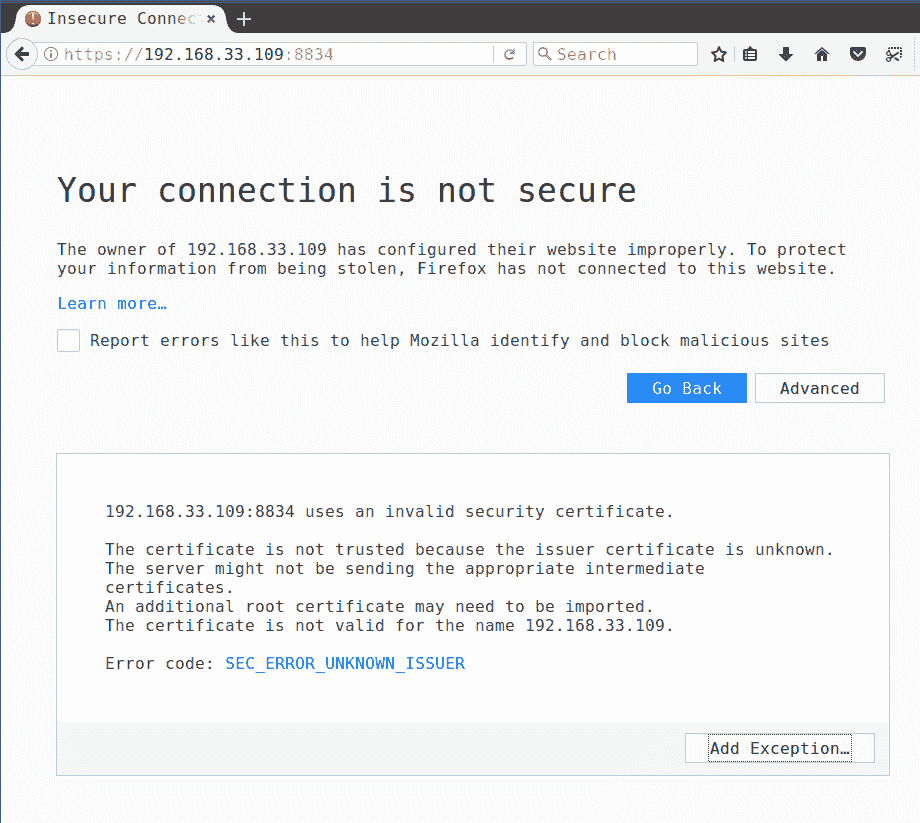 Insecure Connec
https://192.168.33.109:8834
Search
Your connection is not secure
The owner of 192.168.33.109 has configured their website improperly. To protect
your information from being stolen, Firefox has not connected to this website.
Learn more…
Report errors like this to help Mozilla identify and block malicious sites
Go Back
Advanced
192.168.33.109:8834 uses an invalid security certificate.
The certificate is not trusted because the issuer certificate is unknown.
The server might not be sending the appropriate intermediate
certificates.
An additional root certificate may need to be imported.
The certificate is not valid for the name 192.168.33.109.
Error code: SEC_ERROR_UNKNOWN_ISSUER
Add Exception…